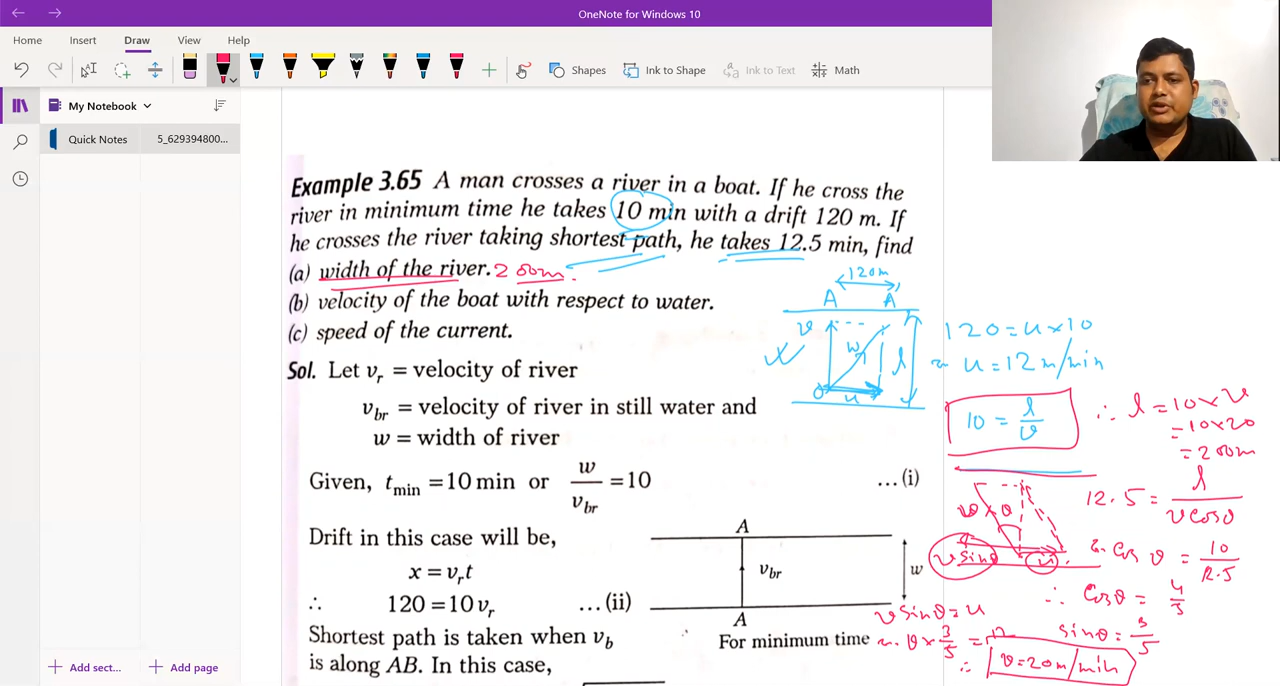 OneNote for Windows 10
Home Insert Draw View Help
Shapes Ink to Shape Ink to Text Math
My Notebook
Quick Notes 5_629394800...
Example 3.65 A man crosses a river in a boat. If he cross the
river in minimum time he takes 10 min with a drift 120 m. If
he crosses the river taking shortest path, he takes 12.5 min, find
(a) width of the river. 200m.
(b) velocity of the boat with respect to water.
(c) speed of the current.
Sol. Let v_r = velocity of river
v_br = velocity of river in still water and
w = width of river
Given, t_min = 10 min or w/v_br = 10 ...(i)
Drift in this case will be,
x = v_r t
∴ 120 = 10 v_r ...(ii)
Shortest path is taken when v_b
is along AB. In this case,
A
v_br
w
A
For minimum time
120m
A A'
v
l
u
120 = u×10
u = 12 m/min
10 = l/v
∴ l = 10×v
= 10×20
= 200m
12.5 = l/(v cosθ)
v θ
v sinθ u
cos θ = 10/12.5
∴ cosθ = 4/5
sinθ = 3/5
v sinθ = u
v × 3/5 = 12
∴ v = 20m/min
Add sect... Add page